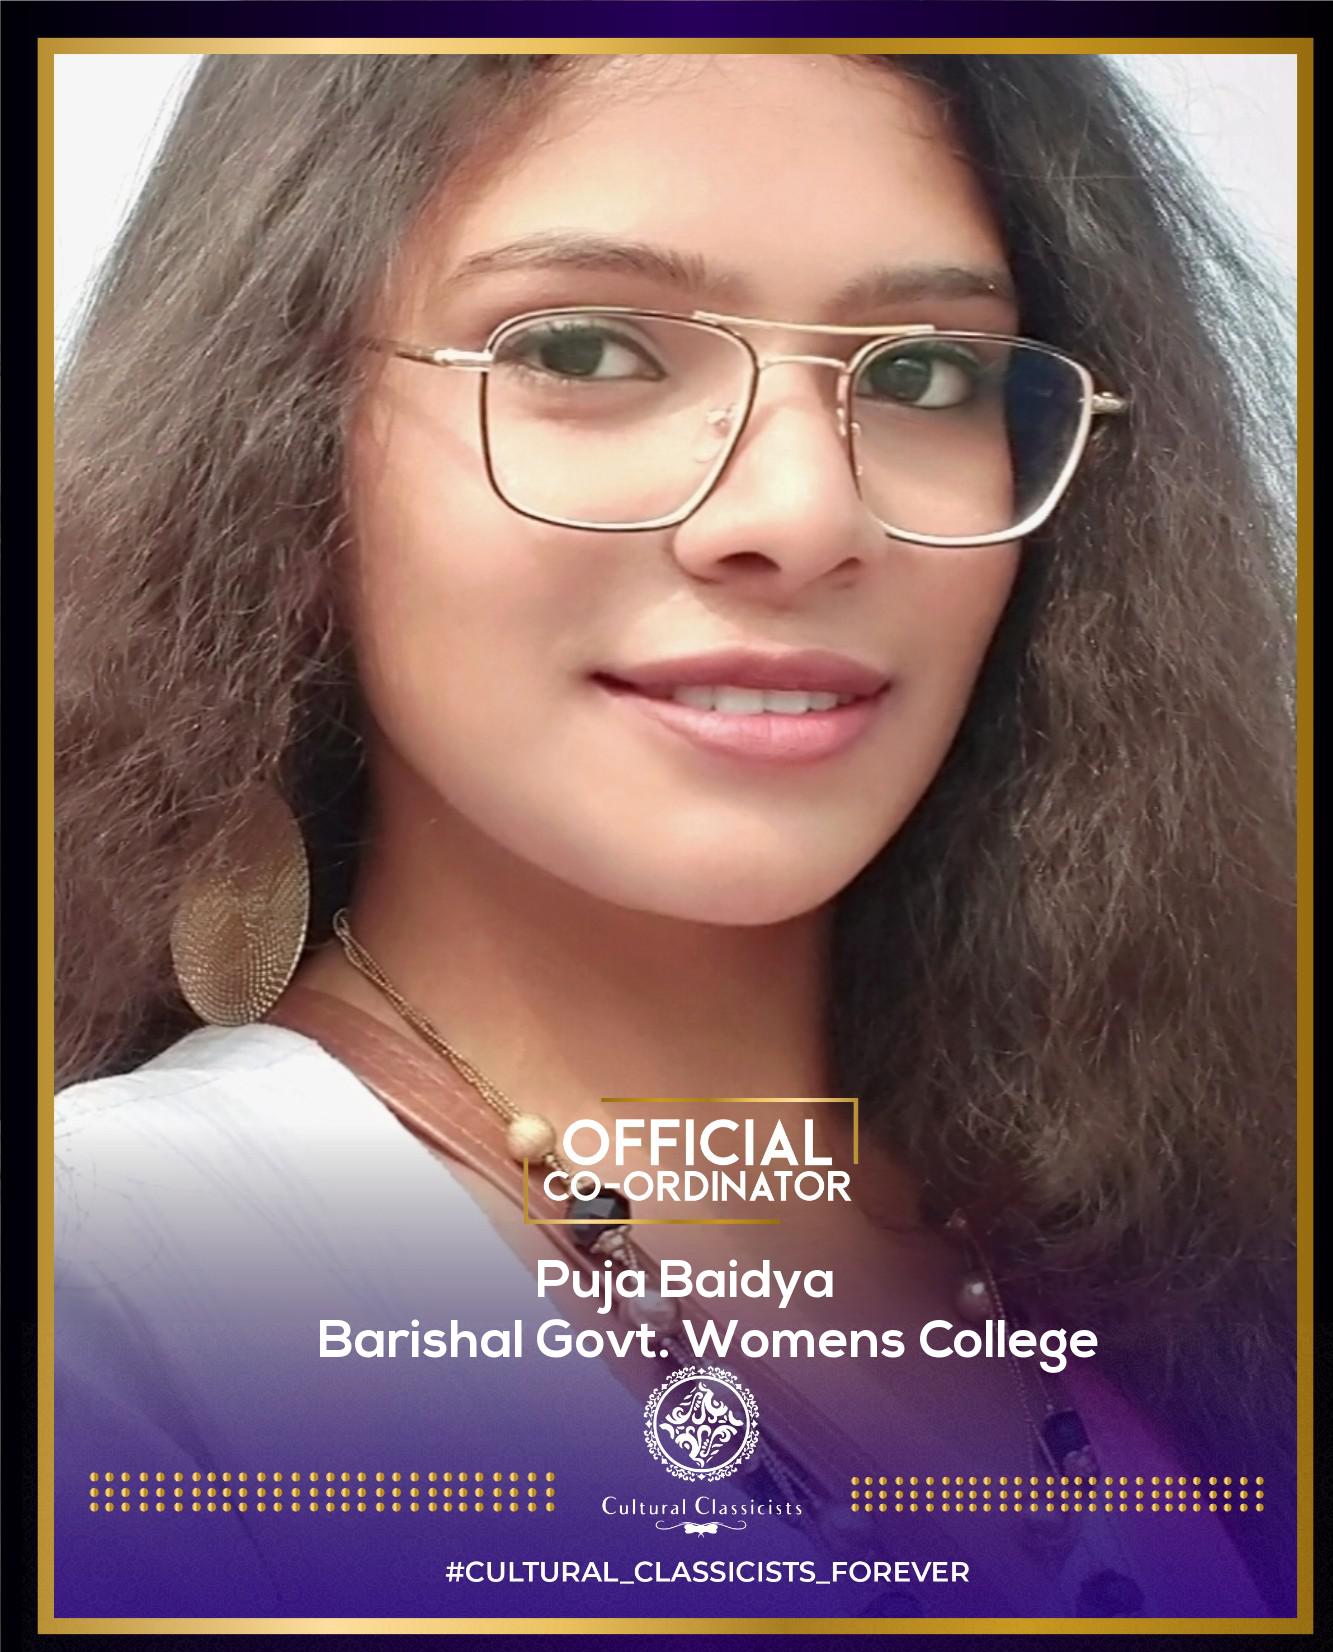 OFFICIAL
CO-ORDINATOR
Puja Baidya
Barishal Govt. Womens College
Cultural Classicists
#CULTURAL_CLASSICISTS_FOREVER